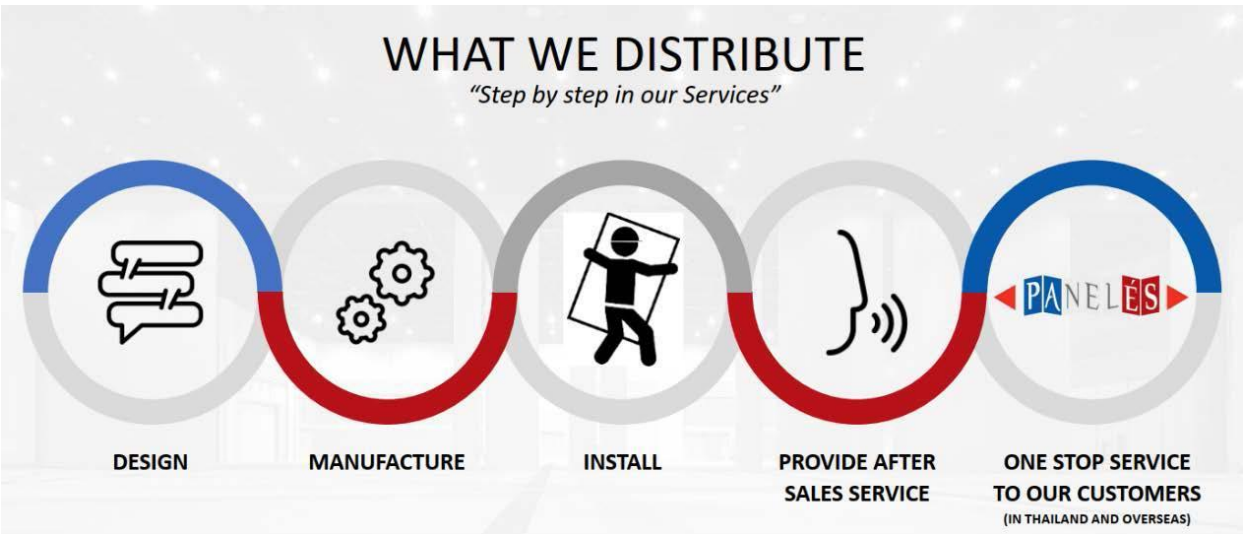 WHAT WE DISTRIBUTE
“Step by step in our Services”
PANELÉS
DESIGN
MANUFACTURE
INSTALL
PROVIDE AFTER
SALES SERVICE
ONE STOP SERVICE
TO OUR CUSTOMERS
(IN THAILAND AND OVERSEAS)